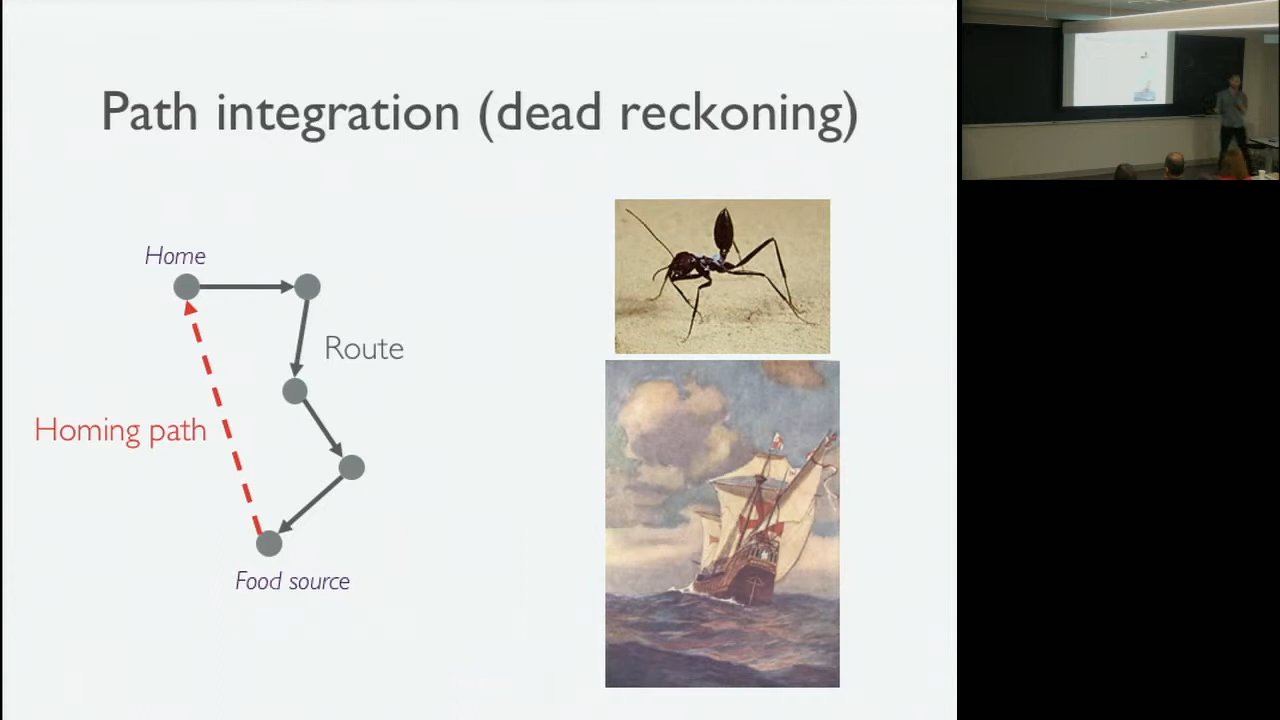 Path integration (dead reckoning)
Home
Route
Homing path
Food source